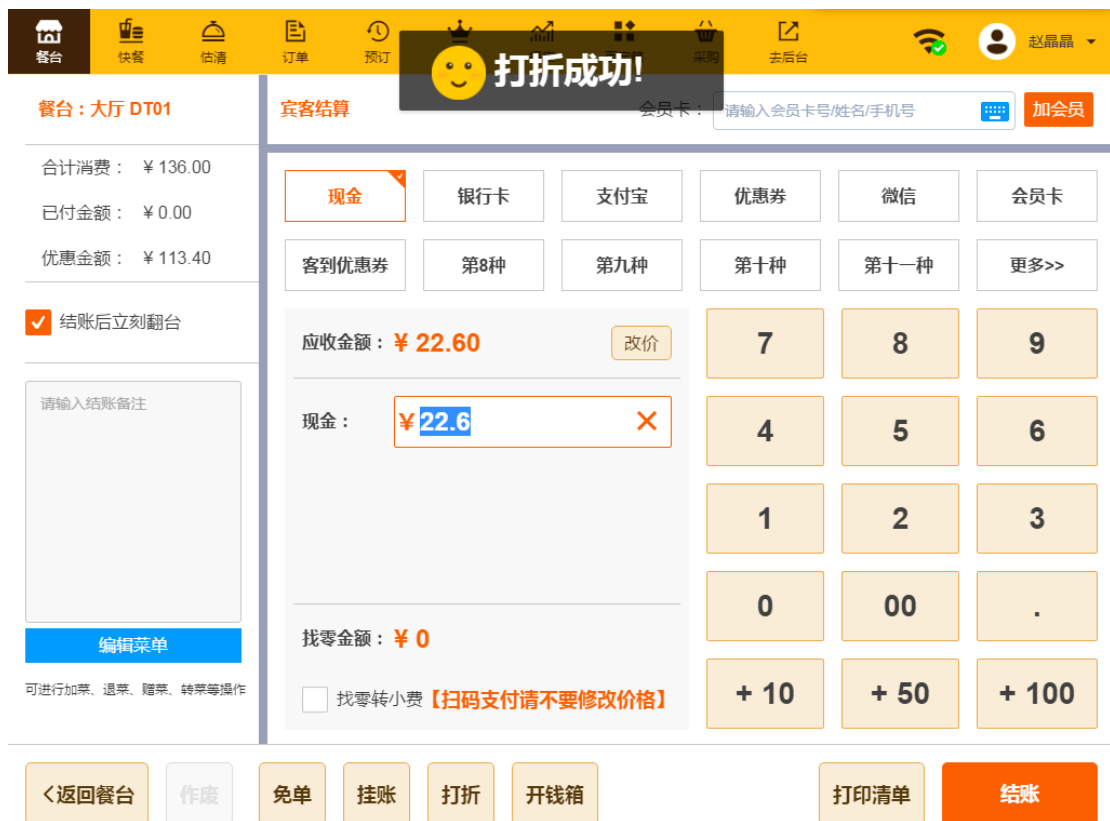 餐台 快餐 估清 订单 预订 采购 去后台 赵晶晶
打折成功!
餐台：大厅 DT01
宾客结算 会员卡： 请输入会员卡号/姓名/手机号 加会员
合计消费： ¥ 136.00
已付金额： ¥ 0.00
优惠金额： ¥ 113.40
结账后立刻翻台
请输入结账备注
编辑菜单
可进行加菜、退菜、赠菜、转菜等操作
现金 银行卡 支付宝 优惠券 微信 会员卡
客到优惠券 第8种 第九种 第十种 第十一种 更多>>
应收金额： ¥ 22.60 改价
现金： ¥ 22.6
找零金额： ¥ 0
找零转小费【扫码支付请不要修改价格】
7 8 9
4 5 6
1 2 3
0 00 .
+ 10 + 50 + 100
<返回餐台 作废 免单 挂账 打折 开钱箱 打印清单 结账